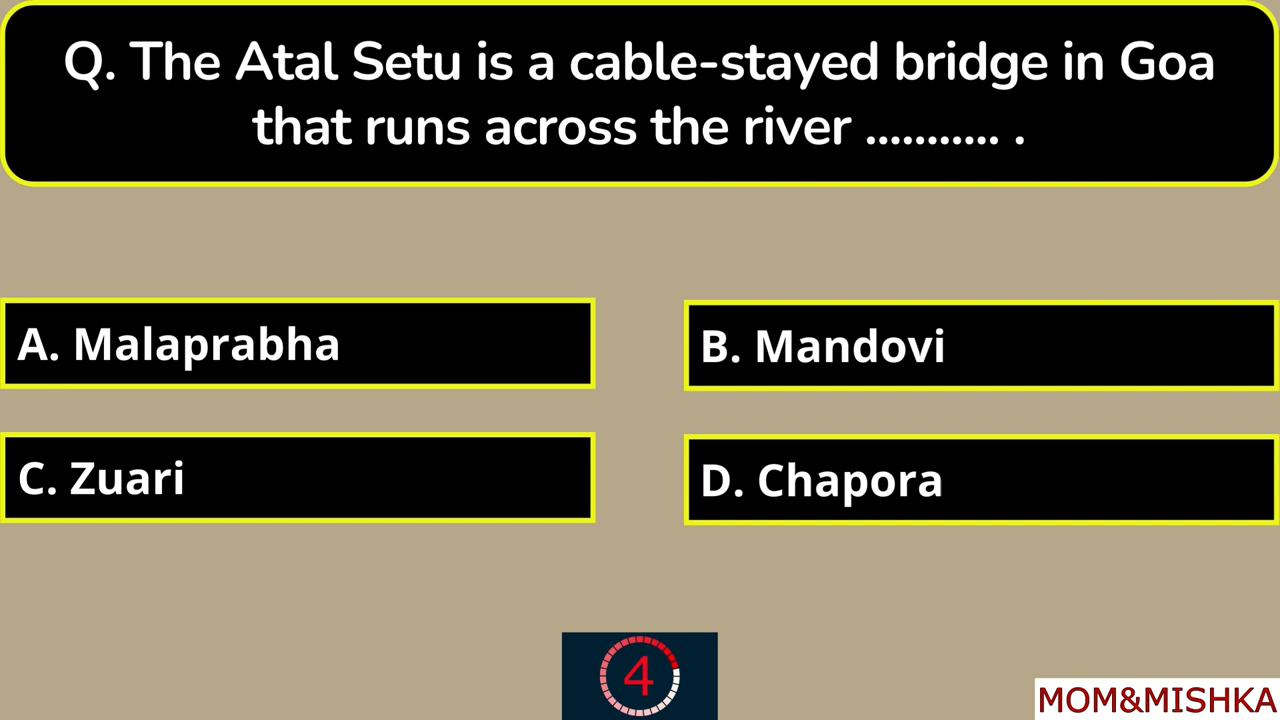 Q. The Atal Setu is a cable-stayed bridge in Goa
that runs across the river ........... .
A. Malaprabha
B. Mandovi
C. Zuari
D. Chapora
4
MOM&MISHKA